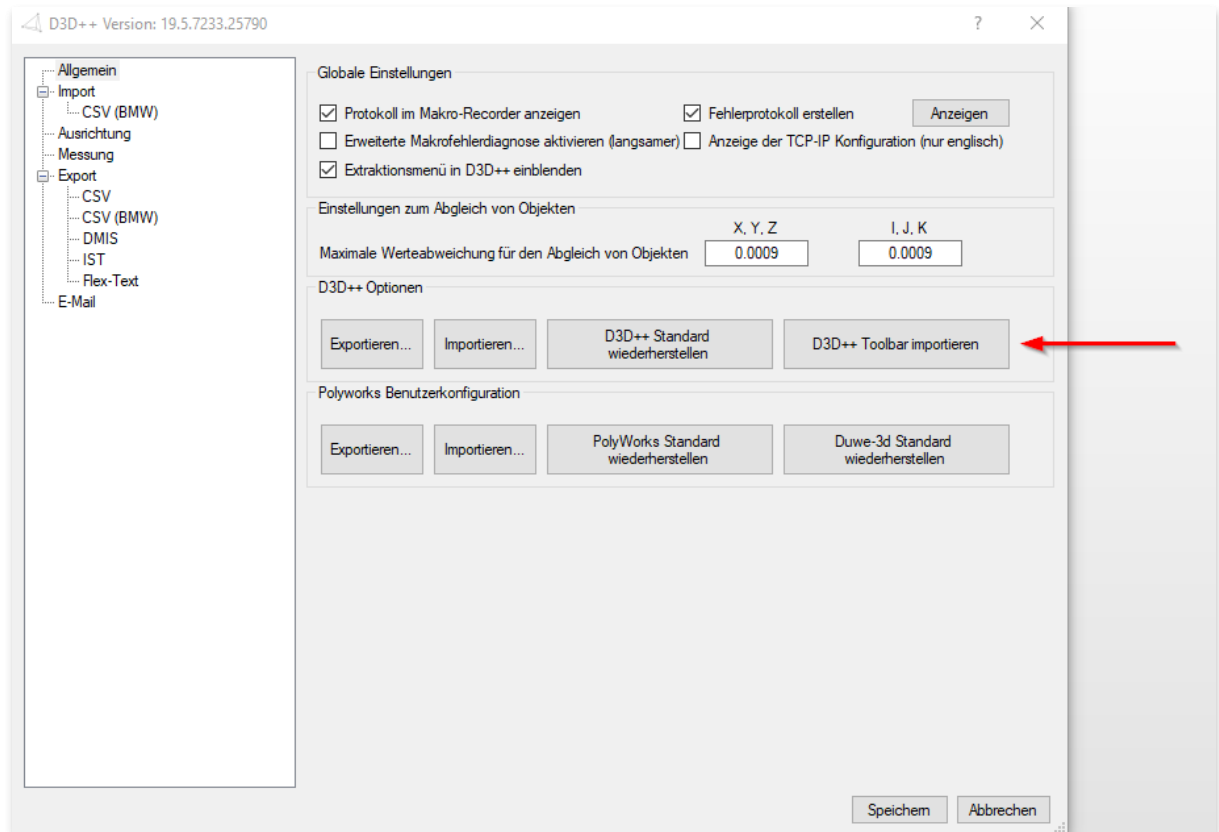 D3D++ Version: 19.5.7233.25790
?
Allgemein
Import
CSV (BMW)
Ausrichtung
Messung
Export
CSV
CSV (BMW)
DMIS
IST
Flex-Text
E-Mail
Globale Einstellungen
Protokoll im Makro-Recorder anzeigen
Fehlerprotokoll erstellen
Anzeigen
Erweiterte Makrofehlerdiagnose aktivieren (langsamer)
Anzeige der TCP-IP Konfiguration (nur englisch)
Extraktionsmenü in D3D++ einblenden
Einstellungen zum Abgleich von Objekten
X, Y, Z
I, J, K
Maximale Werteabweichung für den Abgleich von Objekten
0.0009
0.0009
D3D++ Optionen
Exportieren...
Importieren...
D3D++ Standard
wiederherstellen
D3D++ Toolbar importieren
Polyworks Benutzerkonfiguration
Exportieren...
Importieren...
PolyWorks Standard
wiederherstellen
Duwe-3d Standard
wiederherstellen
Speichern
Abbrechen